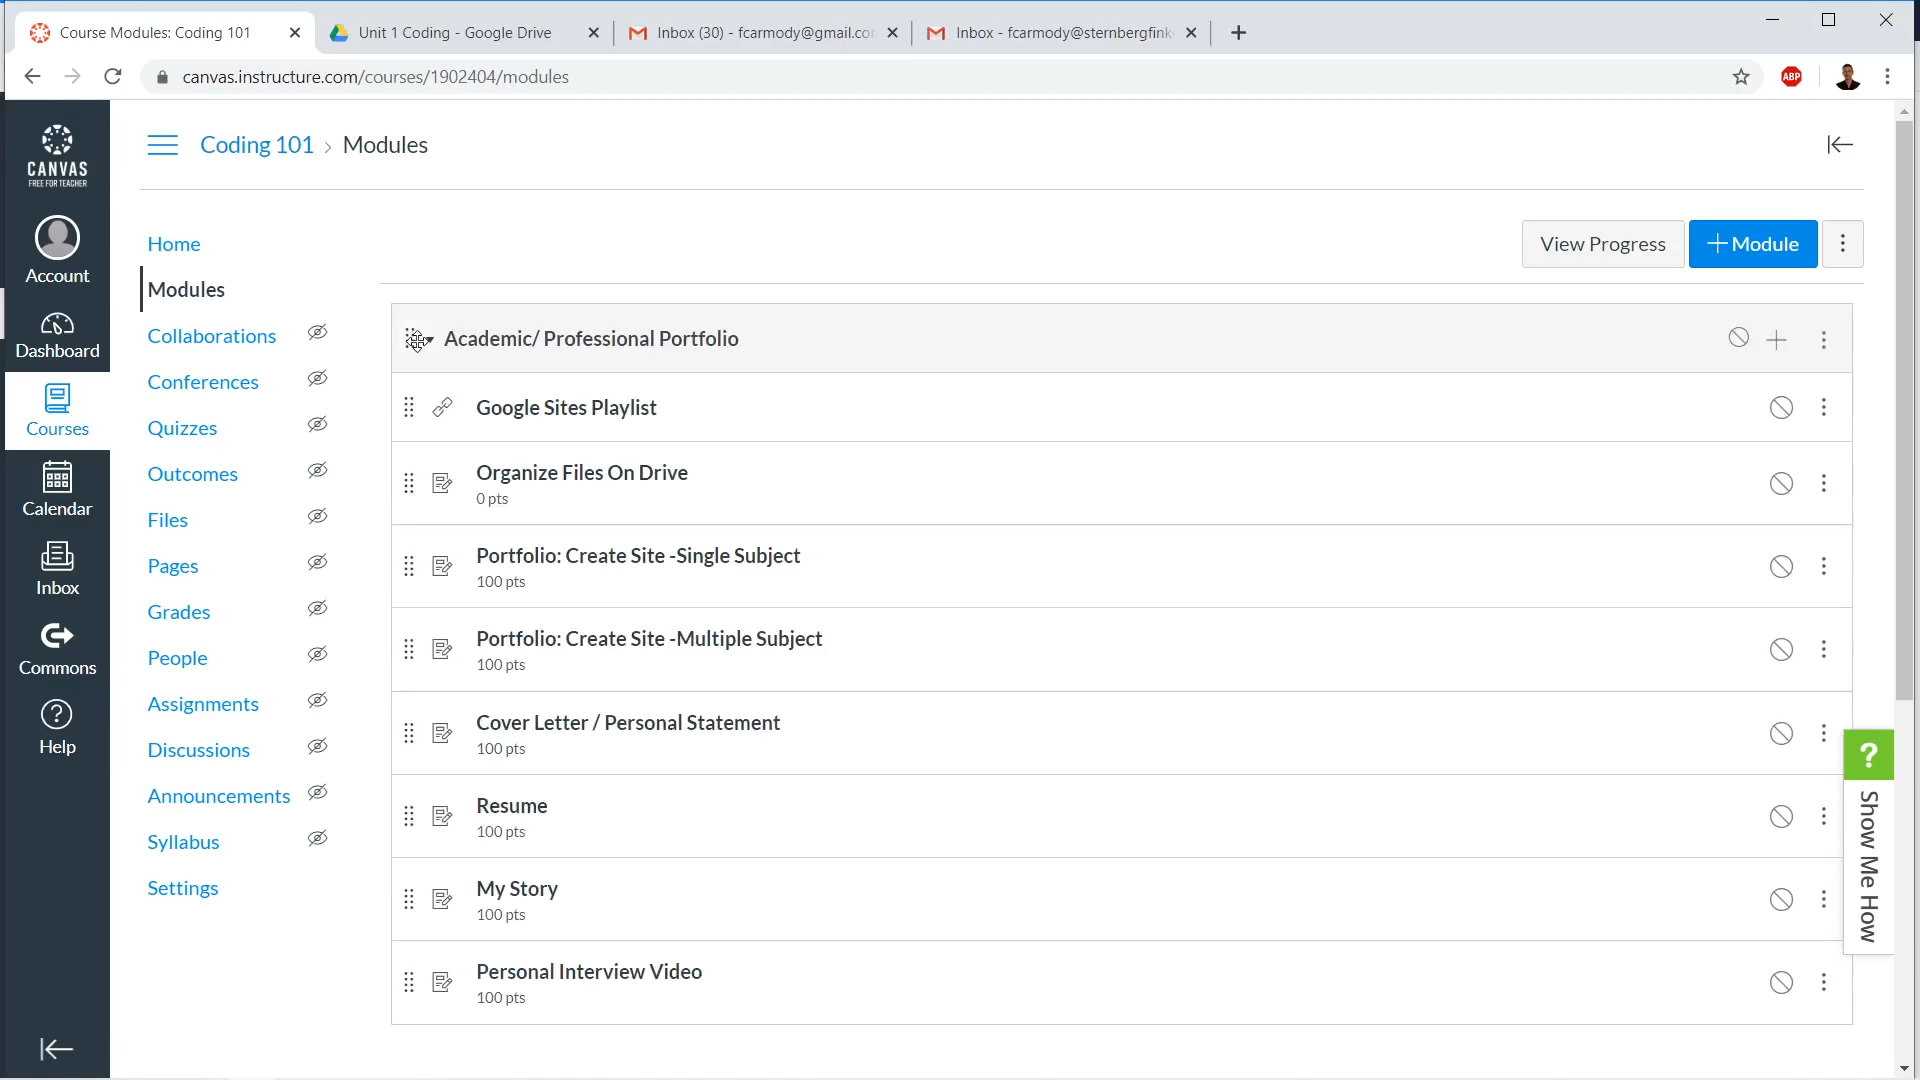 Course Modules: Coding 101
Unit 1 Coding - Google Drive
Inbox (30) - fcarmody@gmail.co
Inbox - fcarmody@sternbergfink
canvas.instructure.com/courses/1902404/modules
ABP
CANVAS
FREE FOR TEACHER
Account
Dashboard
Courses
Calendar
Inbox
Commons
Help
Coding 101 › Modules
Home
Modules
Collaborations
Conferences
Quizzes
Outcomes
Files
Pages
Grades
People
Assignments
Discussions
Announcements
Syllabus
Settings
View Progress
+ Module
Academic/ Professional Portfolio
Google Sites Playlist
Organize Files On Drive
0 pts
Portfolio: Create Site -Single Subject
100 pts
Portfolio: Create Site -Multiple Subject
100 pts
Cover Letter / Personal Statement
100 pts
Resume
100 pts
My Story
100 pts
Personal Interview Video
100 pts
?
Show Me How